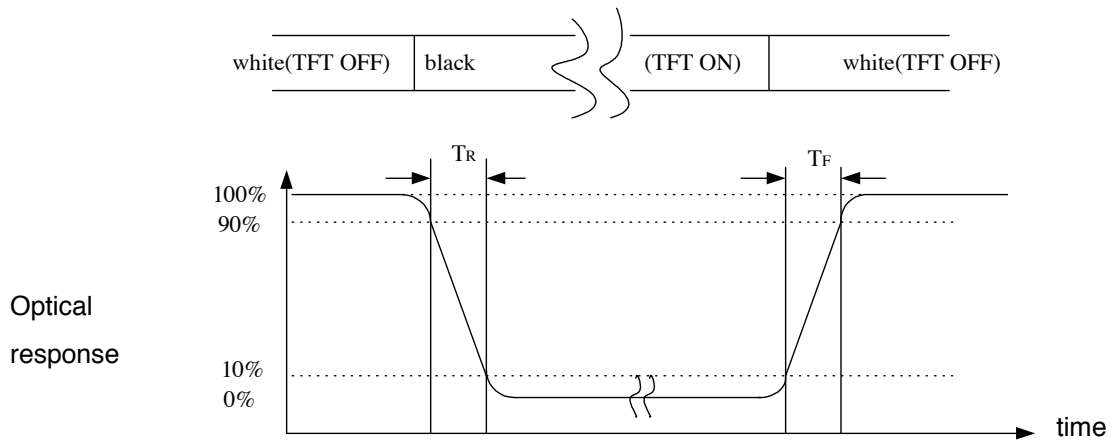 white(TFT OFF) black (TFT ON) white(TFT OFF)
TR TF
100%
90%
Optical
response
10%
0%
time